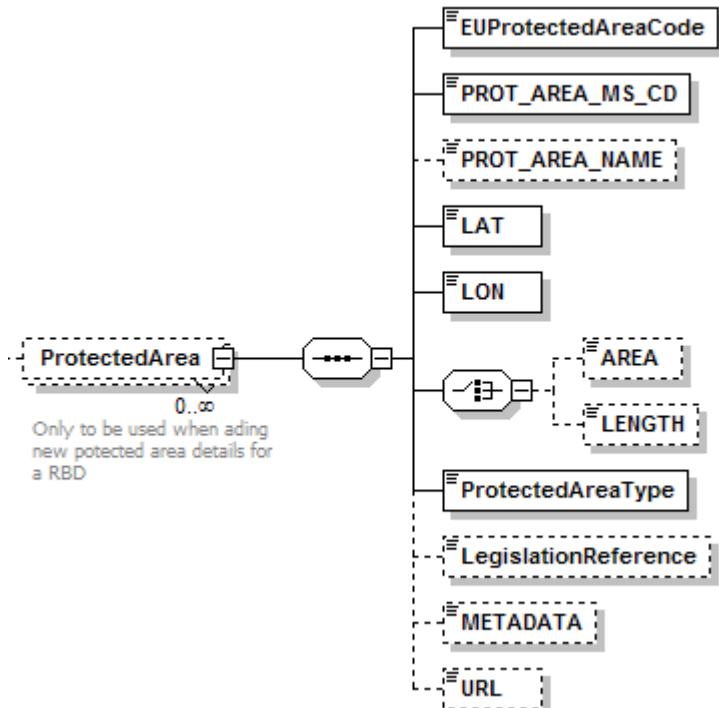 EUProtectedAreaCode
PROT_AREA_MS_CD
PROT_AREA_NAME
LAT
LON
ProtectedArea
0..∞
Only to be used when ading
new potected area details for
a RBD
AREA
LENGTH
ProtectedAreaType
LegislationReference
METADATA
URL